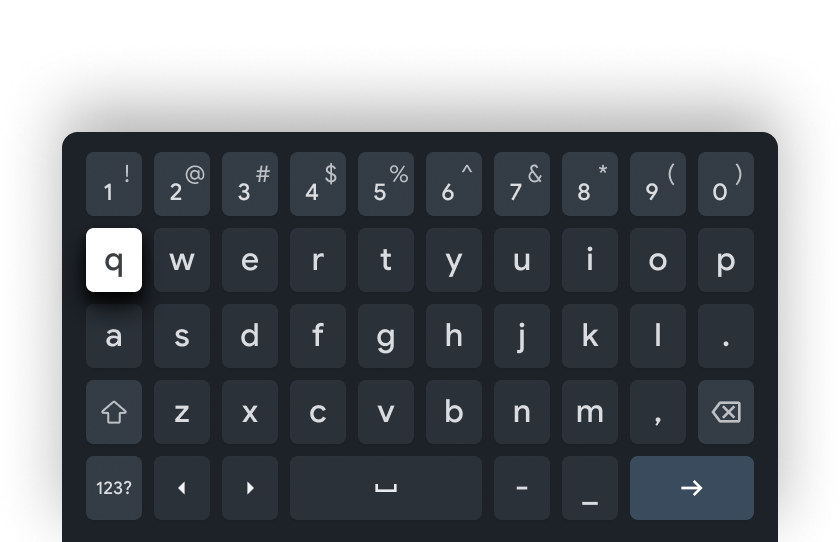 1 ! 2 @ 3 # 4 $ 5 % 6 ^ 7 & 8 * 9 ( 0 )
q w e r t y u i o p
a s d f g h j k l .
z x c v b n m ,
123? - _